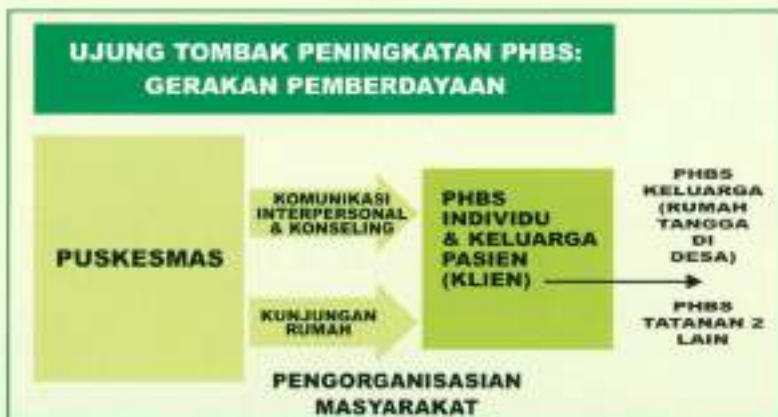 UJUNG TOMBAK PENINGKATAN PHBS:
GERAKAN PEMBERDAYAAN
PUSKESMAS
KOMUNIKASI
INTERPERSONAL
& KONSELING
KUNJUNGAN
RUMAH
PHBS
INDIVIDU
& KELUARGA
PASIEN
(KLIEN)
PHBS
KELUARGA
(RUMAH
TANGGA
DI
DESA)
PHBS
TATANAN 2
LAIN
PENGORGANISASIAN
MASYARAKAT